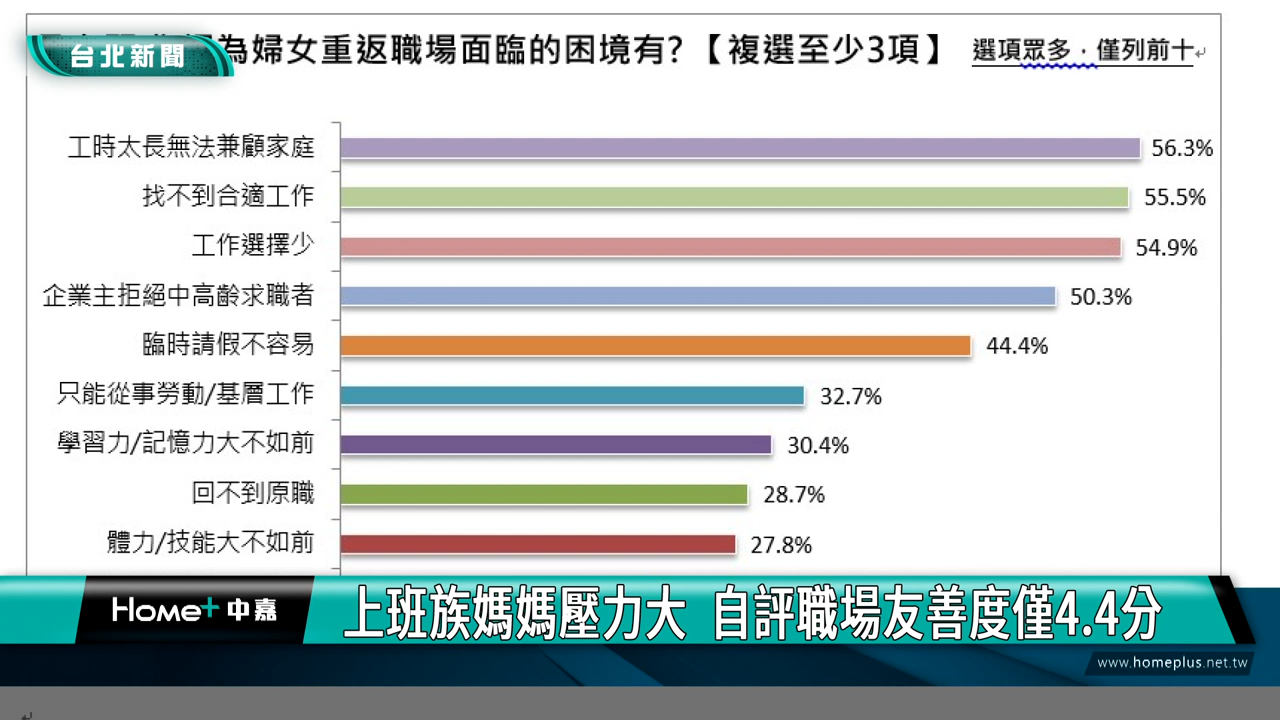 台北新聞
為婦女重返職場面臨的困境有?【複選至少3項】 選項眾多,僅列前十
工時太長無法兼顧家庭 56.3%
找不到合適工作 55.5%
工作選擇少 54.9%
企業主拒絕中高齡求職者 50.3%
臨時請假不容易 44.4%
只能從事勞動/基層工作 32.7%
學習力/記憶力大不如前 30.4%
回不到原職 28.7%
體力/技能大不如前 27.8%
Home+中嘉 上班族媽媽壓力大 自評職場友善度僅4.4分
www.homeplus.net.tw